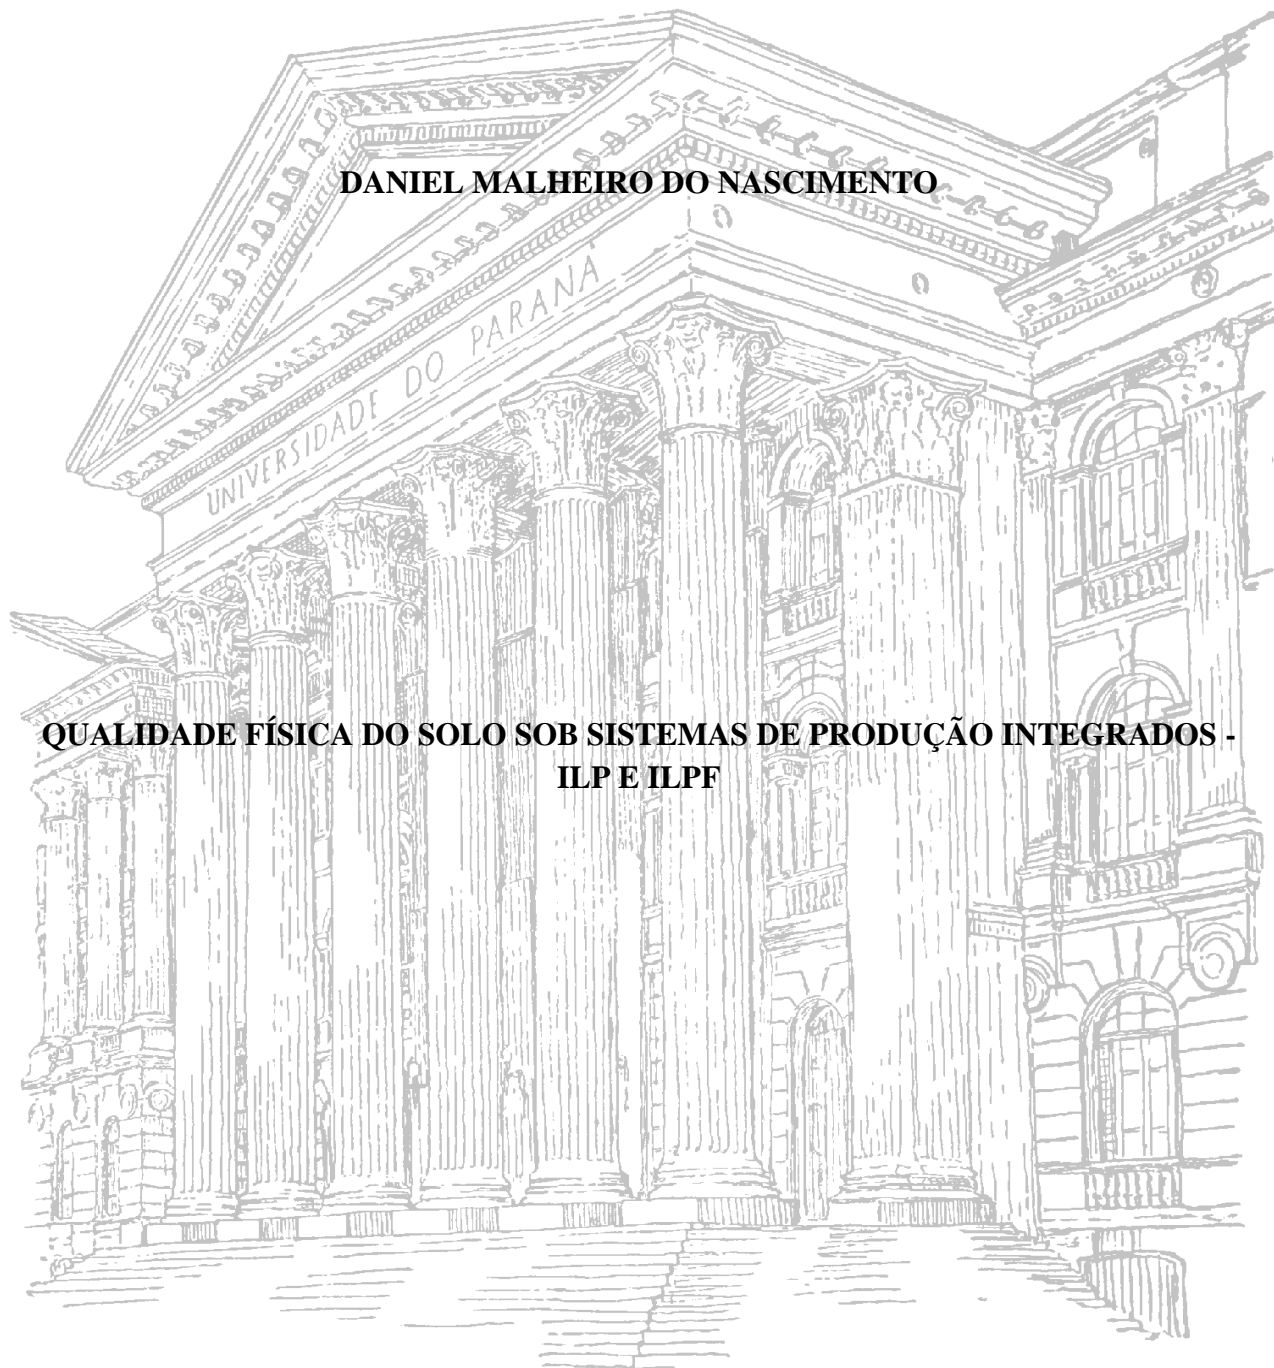 DANIEL MALHEIRO DO NASCIMENTO
UNIVERSIDADE DO PARANÁ
QUALIDADE FÍSICA DO SOLO SOB SISTEMAS DE PRODUÇÃO INTEGRADOS -
ILP E ILPF